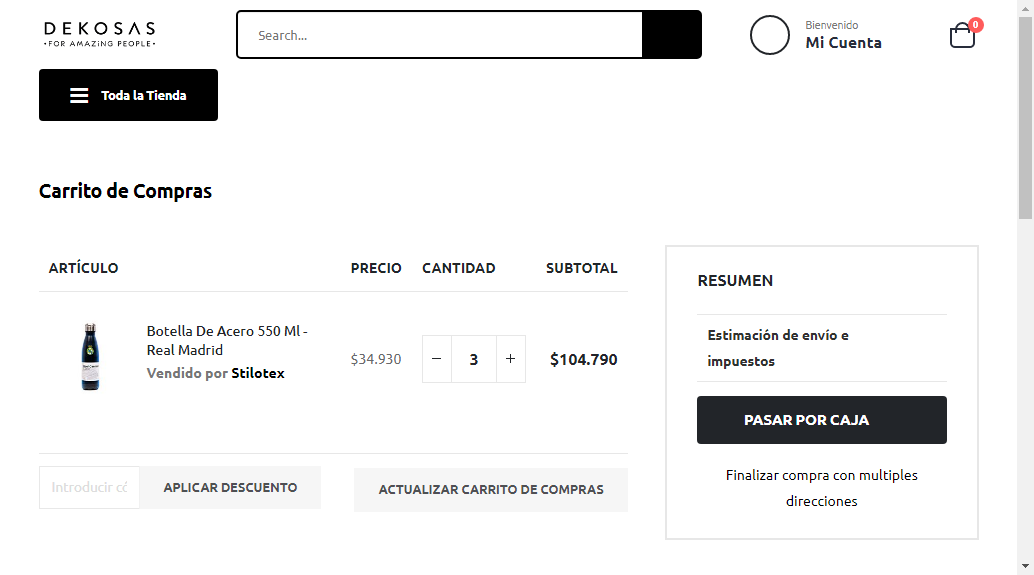 DEKOSAS
•FOR AMAZING PEOPLE•
Search...
Bienvenido
Mi Cuenta
0
Toda la Tienda
Carrito de Compras
ARTÍCULO PRECIO CANTIDAD SUBTOTAL
Botella De Acero 550 Ml -
Real Madrid
Vendido por Stilotex
$34.930
− 3 +
$104.790
Introducir có
APLICAR DESCUENTO
ACTUALIZAR CARRITO DE COMPRAS
RESUMEN
Estimación de envío e
impuestos
PASAR POR CAJA
Finalizar compra con multiples
direcciones